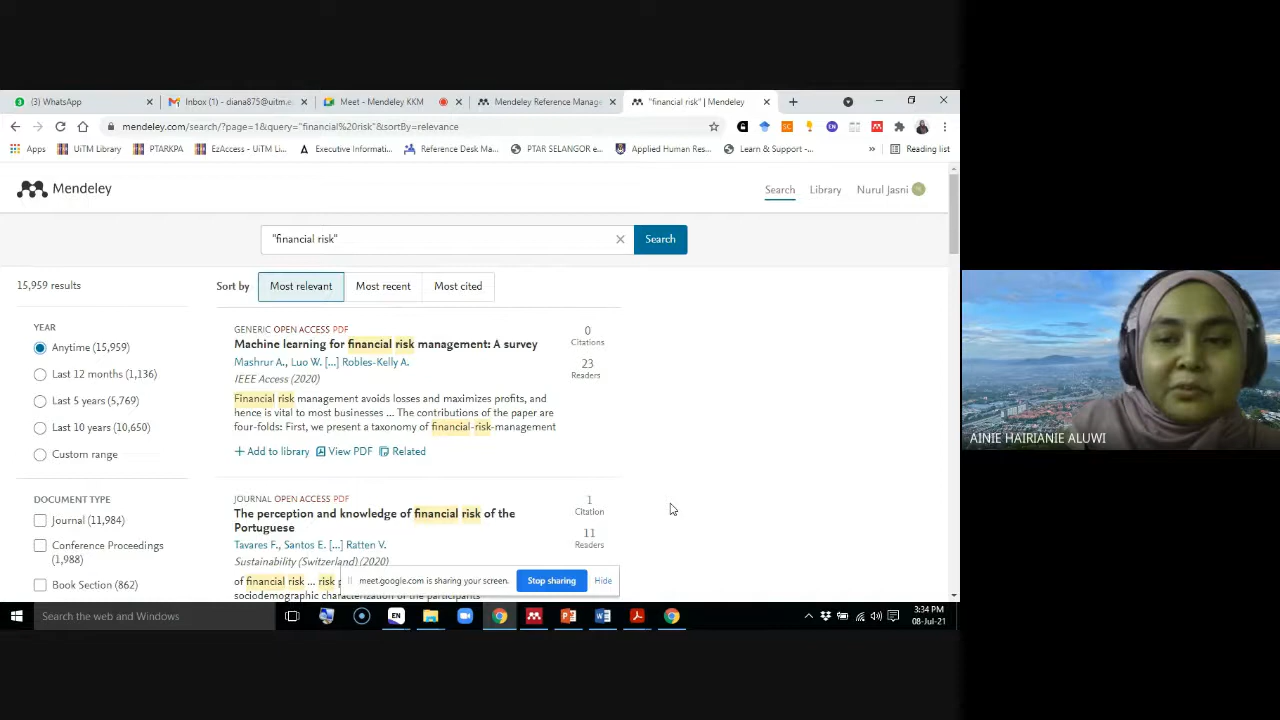 (3) WhatsApp
Inbox (1) - diana875@uitm.e
Meet - Mendeley KKM
Mendeley Reference Manag
"financial risk" | Mendeley
mendeley.com/search/?page=1&query="financial%20risk"&sortBy=relevance
Apps
UiTM Library
PTARKPA
EzAccess - UiTM Li...
Executive Informati...
Reference Desk Ma...
PTAR SELANGOR e...
Applied Human Res...
Learn & Support -...
»
Reading list
Mendeley
Search
Library
Nurul Jasni
"financial risk"
Search
15,959 results
Sort by
Most relevant
Most recent
Most cited
YEAR
Anytime (15,959)
Last 12 months (1,136)
Last 5 years (5,769)
Last 10 years (10,650)
Custom range
DOCUMENT TYPE
Journal (11,984)
Conference Proceedings
(1,988)
Book Section (862)
GENERIC OPEN ACCESS PDF
Machine learning for financial risk management: A survey
Mashrur A., Luo W. [...] Robles-Kelly A.
IEEE Access (2020)
Financial risk management avoids losses and maximizes profits, and
hence is vital to most businesses ... The contributions of the paper are
four-folds: First, we present a taxonomy of financial-risk-management
+ Add to library
View PDF
Related
0
Citations
23
Readers
JOURNAL OPEN ACCESS PDF
The perception and knowledge of financial risk of the
Portuguese
Tavares F., Santos E. [...] Ratten V.
Sustainability (Switzerland) (2020)
of financial risk ... risk
sociodemographic characterization of the participants
1
Citation
11
Readers
meet.google.com is sharing your screen.
Stop sharing
Hide
Search the web and Windows
3:34 PM
08-Jul-21
AINIE HAIRIANIE ALUWI